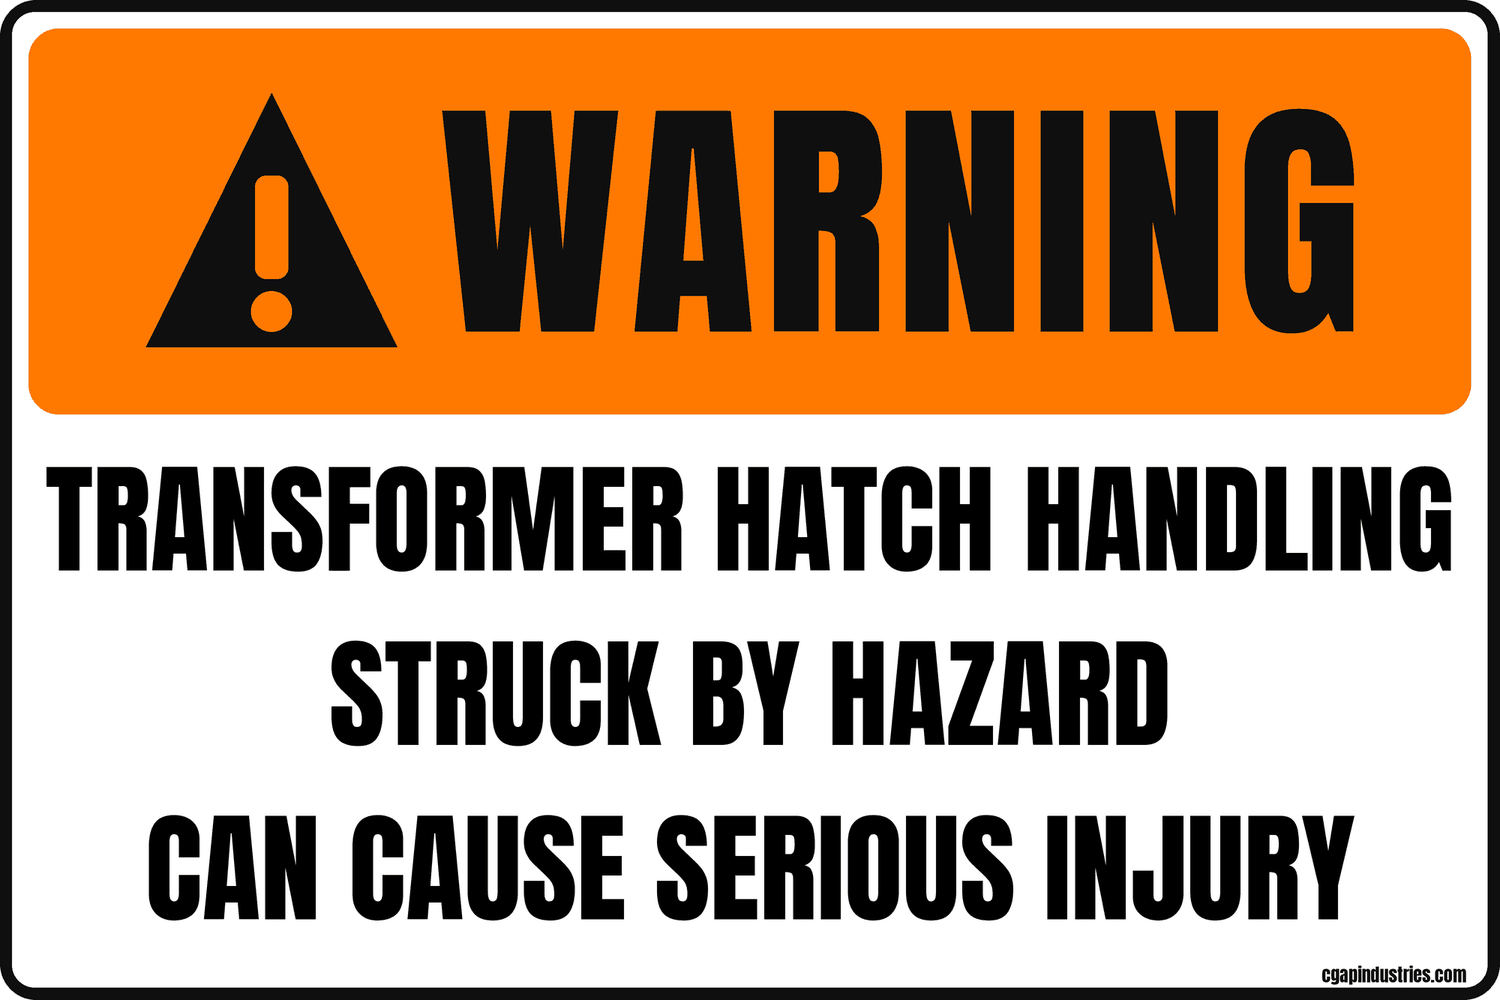 WARNING
TRANSFORMER HATCH HANDLING
STRUCK BY HAZARD
CAN CAUSE SERIOUS INJURY
cgapindustries.com